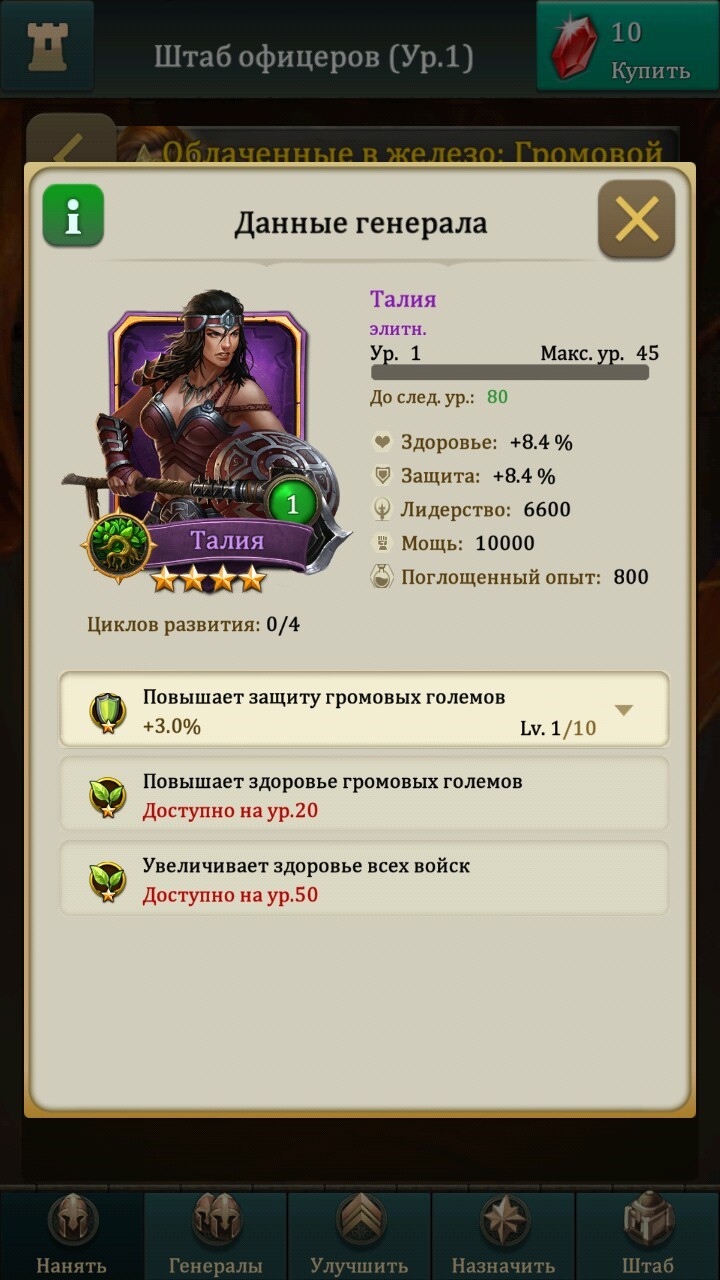 Штаб офицеров (Ур.1)
10
Купить
Облаченные в железо: Громовой
i
Данные генерала
Талия
элитн.
Ур. 1 Макс. ур. 45
До след. ур.: 80
Здоровье: +8.4 %
Защита: +8.4 %
Лидерство: 6600
Мощь: 10000
Поглощенный опыт: 800
1
Талия
Циклов развития: 0/4
Повышает защиту громовых големов
+3.0% Lv. 1/10
Повышает здоровье громовых големов
Доступно на ур.20
Увеличивает здоровье всех войск
Доступно на ур.50
Нанять Генералы Улучшить Назначить Штаб